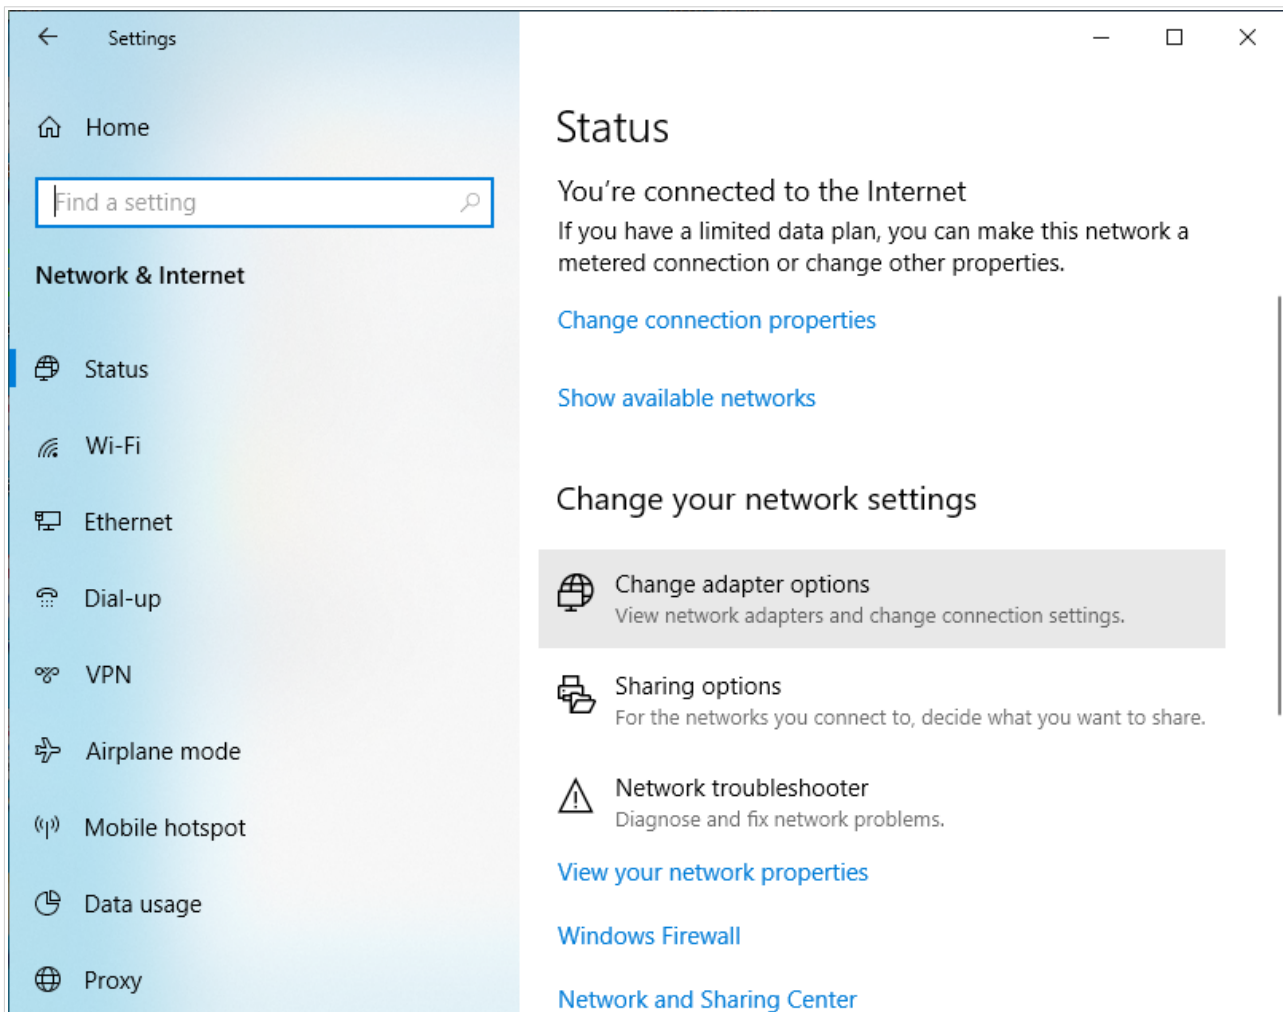 Settings
Home
Find a setting
Network & Internet
Status
Wi-Fi
Ethernet
Dial-up
VPN
Airplane mode
Mobile hotspot
Data usage
Proxy
Status
You're connected to the Internet
If you have a limited data plan, you can make this network a
metered connection or change other properties.
Change connection properties
Show available networks
Change your network settings
Change adapter options
View network adapters and change connection settings.
Sharing options
For the networks you connect to, decide what you want to share.
Network troubleshooter
Diagnose and fix network problems.
View your network properties
Windows Firewall
Network and Sharing Center